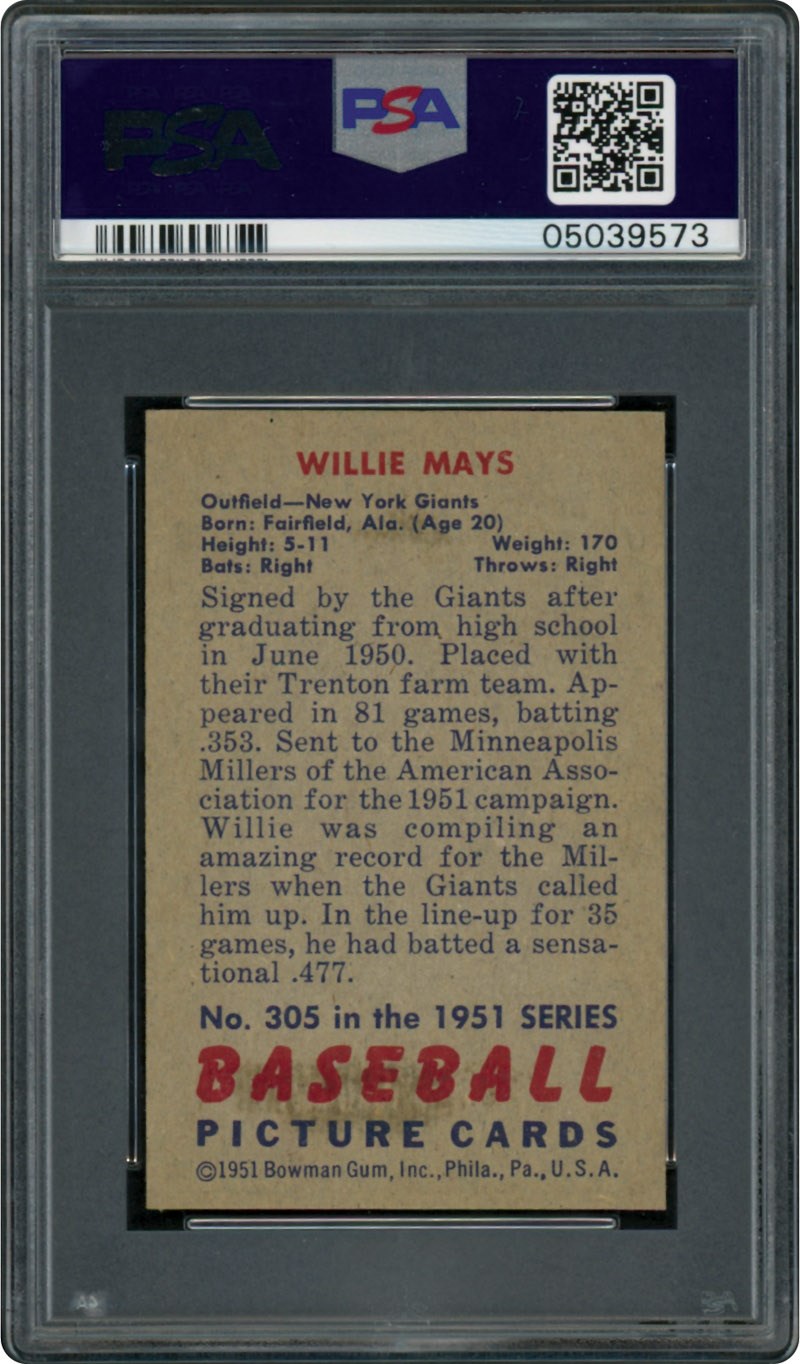 PSA
PSA
05039573
WILLIE MAYS
Outfield—New York Giants
Born: Fairfield, Ala. (Age 20)
Height: 5-11 Weight: 170
Bats: Right Throws: Right
Signed by the Giants after
graduating from high school
in June 1950. Placed with
their Trenton farm team. Ap-
peared in 81 games, batting
.353. Sent to the Minneapolis
Millers of the American Asso-
ciation for the 1951 campaign.
Willie was compiling an
amazing record for the Mil-
lers when the Giants called
him up. In the line-up for 35
games, he had batted a sensa-
tional .477.
No. 305 in the 1951 SERIES
BASEBALL
PICTURE CARDS
©1951 Bowman Gum, Inc., Phila., Pa., U.S.A.